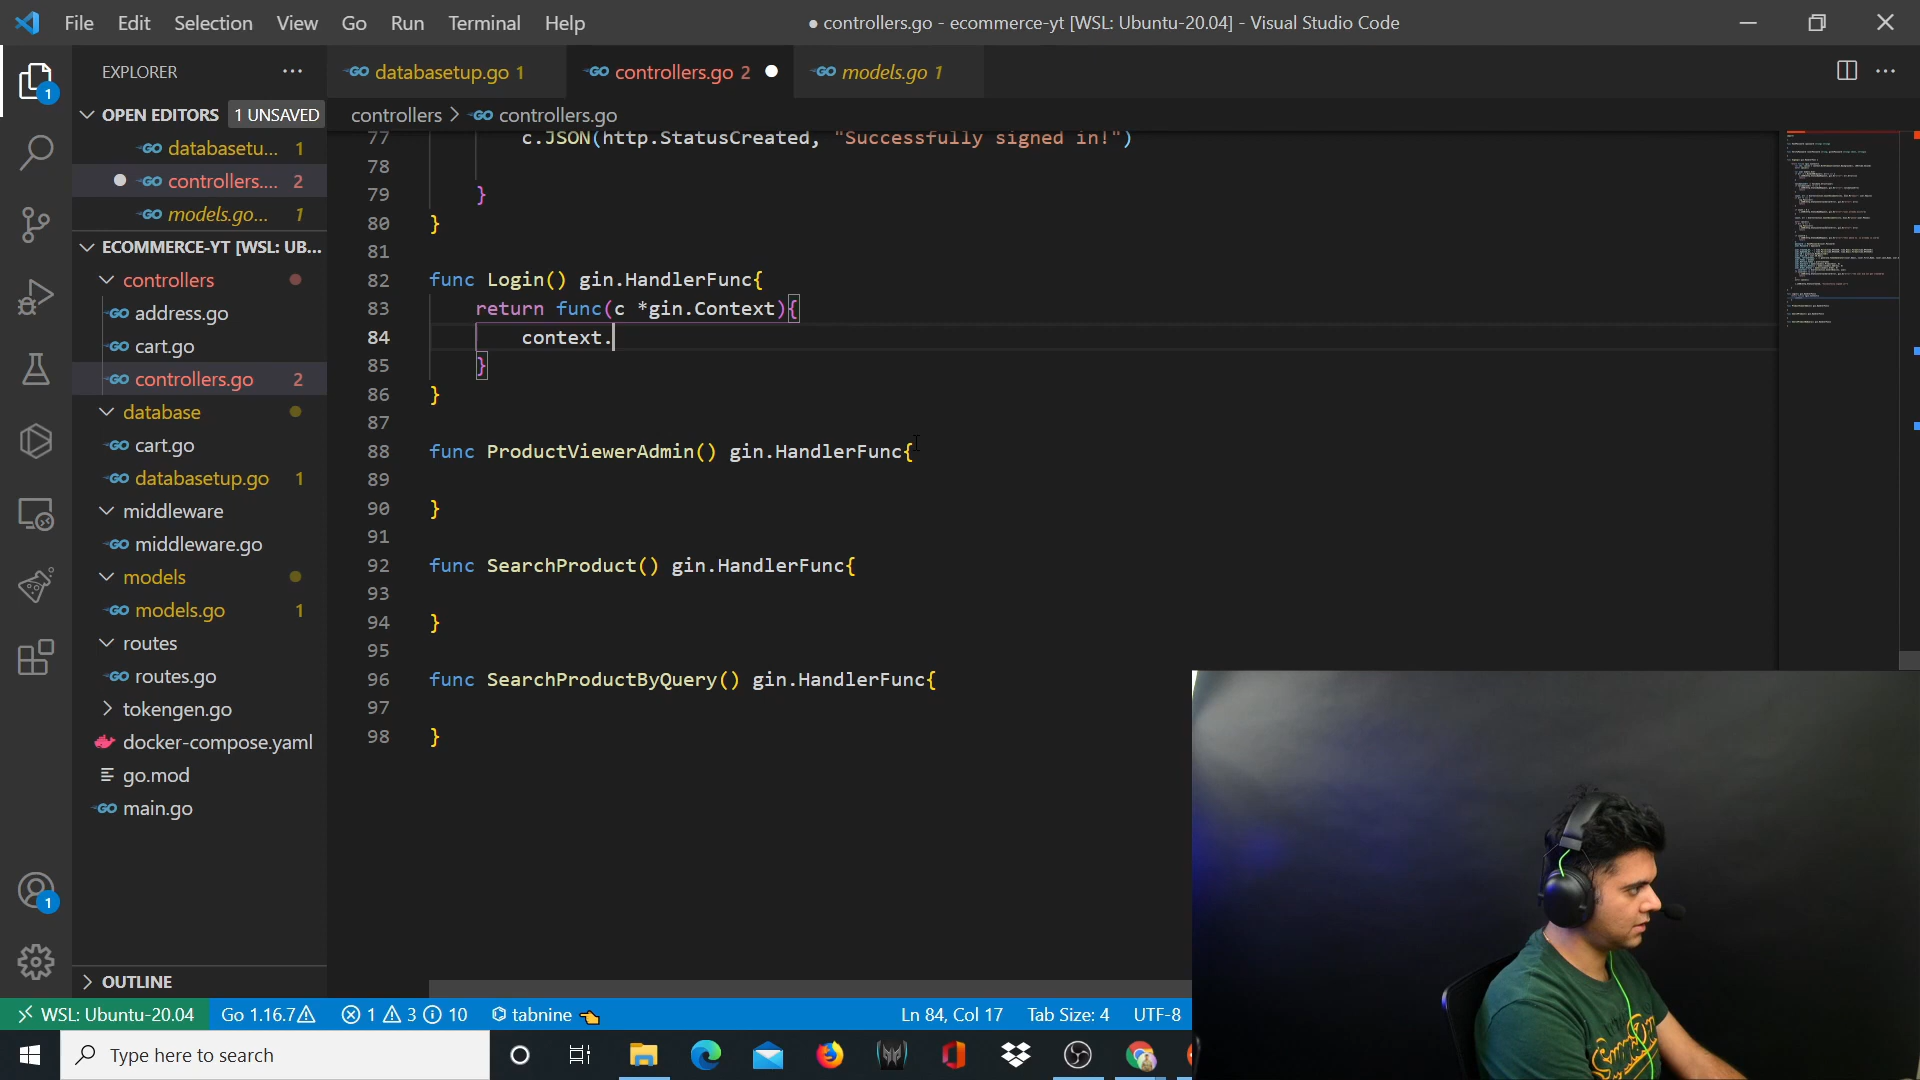 File Edit Selection View Go Run Terminal Help
● controllers.go - ecommerce-yt [WSL: Ubuntu-20.04] - Visual Studio Code
EXPLORER
databasetup.go 1
controllers.go 2
models.go 1
OPEN EDITORS 1 UNSAVED
controllers > controllers.go
databasetu... 1
controllers.... 2
models.go... 1
ECOMMERCE-YT [WSL: UB...
controllers
address.go
cart.go
controllers.go 2
database
cart.go
databasetup.go 1
middleware
middleware.go
models
models.go 1
routes
routes.go
tokengen.go
docker-compose.yaml
go.mod
main.go
OUTLINE
77 c.JSON(http.StatusCreated, "Successfully signed in!")
78
79 }
80 }
81
82 func Login() gin.HandlerFunc{
83 return func(c *gin.Context){
84 context.
85 }
86 }
87
88 func ProductViewerAdmin() gin.HandlerFunc{
89
90 }
91
92 func SearchProduct() gin.HandlerFunc{
93
94 }
95
96 func SearchProductByQuery() gin.HandlerFunc{
97
98 }
1
1
WSL: Ubuntu-20.04 Go 1.16.7 1 3 10 tabnine Ln 84, Col 17 Tab Size: 4 UTF-8
Type here to search